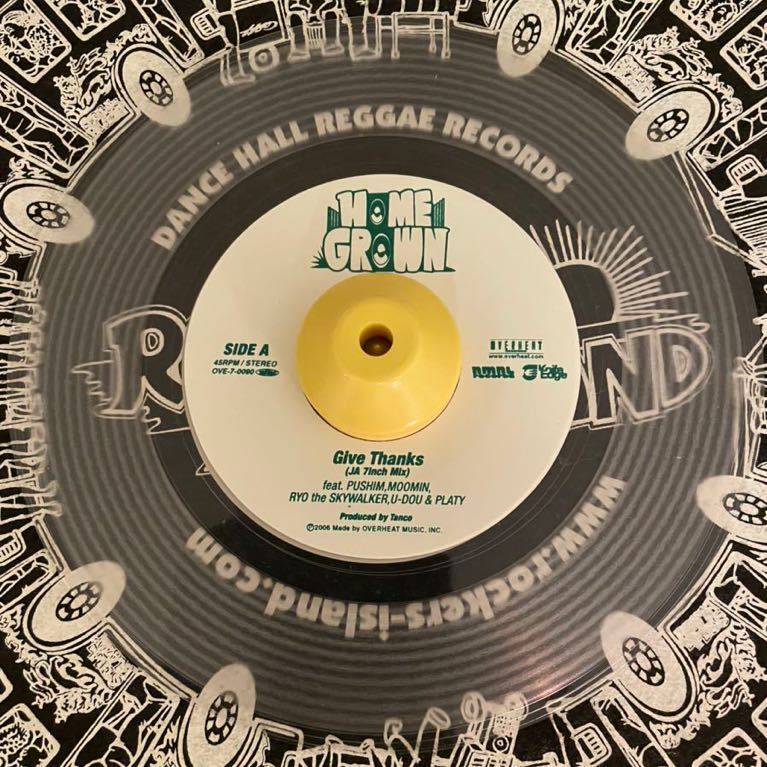 DANCE HALL REGGAE RECORDS
HOME
GROWN
SIDE A
45RPM / STEREO
OVE-7-0090
OVERHEAT
www.overheat.com
Give Thanks
(JA 7inch Mix)
feat. PUSHIM,MOOMIN,
RYO the SKYWALKER,U-DOU & PLATY
Produced by Tanco
℗2006 Made by OVERHEAT MUSIC, INC.
www.rockers-island.com